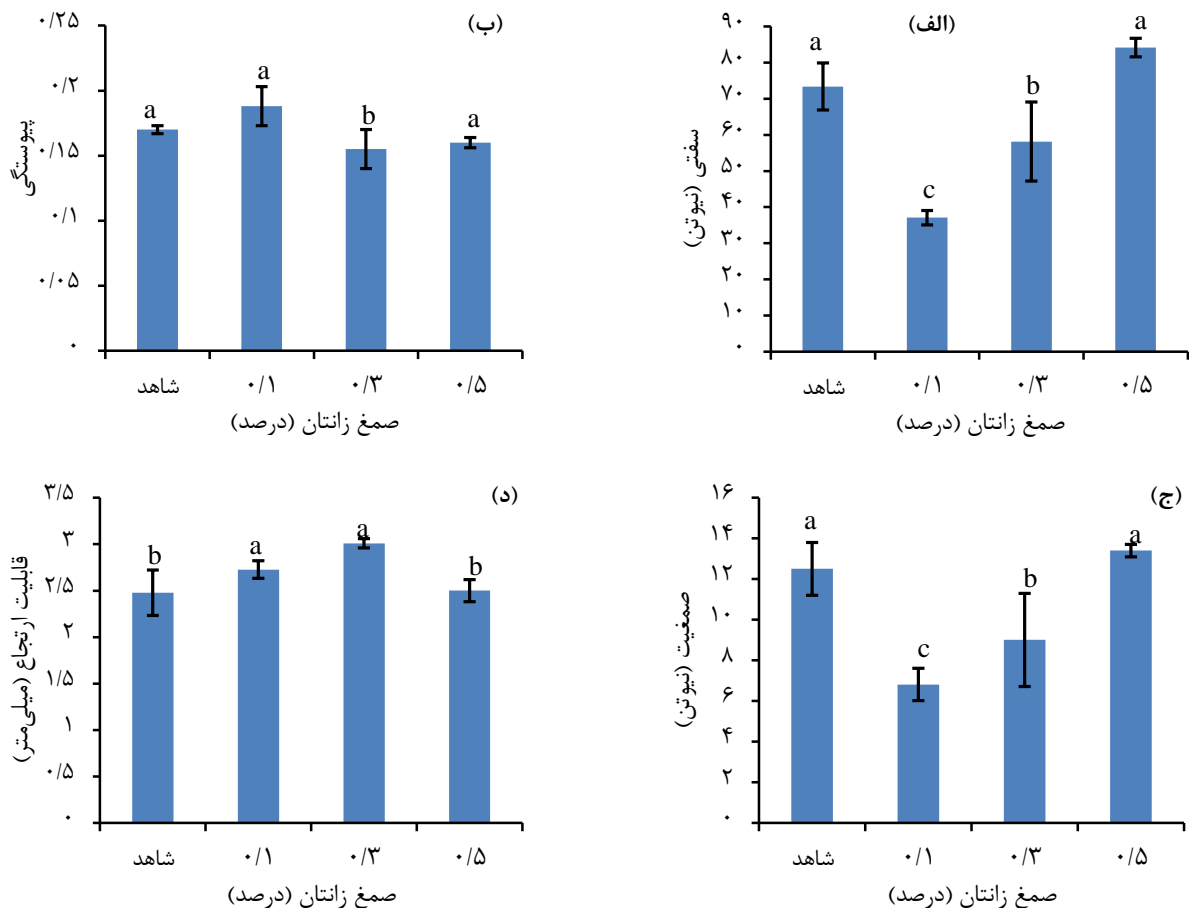 (الف)
سفتی (نیوتن)
۹۰
۸۰
۷۰
۶۰
۵۰
۴۰
۳۰
۲۰
۱۰
۰
a
c
b
a
شاهد ۰/۱ ۰/۳ ۰/۵
صمغ زانتان (درصد)
(ب)
پیوستگی
۰/۲۵
۰/۲
۰/۱۵
۰/۱
۰/۰۵
۰
a
a
b
a
شاهد ۰/۱ ۰/۳ ۰/۵
صمغ زانتان (درصد)
(ج)
صمغیت (نیوتن)
۱۶
۱۴
۱۲
۱۰
۸
۶
۴
۲
۰
a
c
b
a
شاهد ۰/۱ ۰/۳ ۰/۵
صمغ زانتان (درصد)
(د)
قابلیت ارتجاع (میلی‌متر)
۳/۵
۳
۲/۵
۲
۱/۵
۱
۰/۵
۰
b
a
a
b
شاهد ۰/۱ ۰/۳ ۰/۵
صمغ زانتان (درصد)